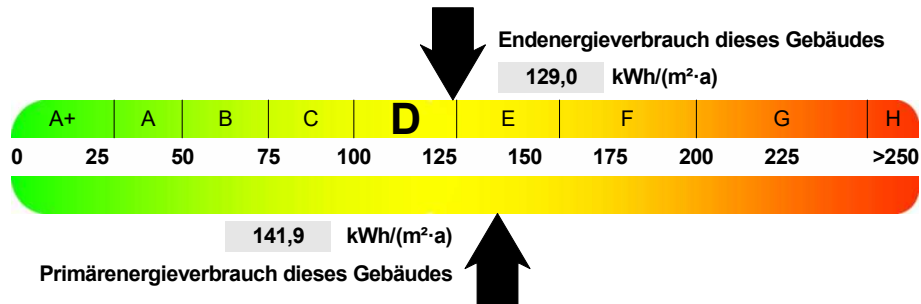 Endenergieverbrauch dieses Gebäudes
129,0 kWh/(m²·a)
A+ A B C D E F G H
0 25 50 75 100 125 150 175 200 225 >250
141,9 kWh/(m²·a)
Primärenergieverbrauch dieses Gebäudes